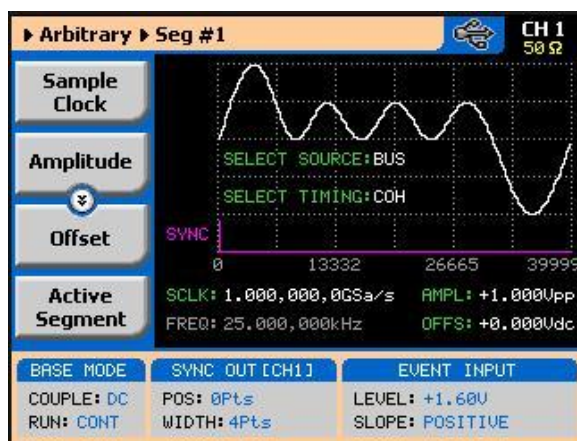 ▸ Arbitrary ▸ Seg #1
CH 1
50 Ω
Sample
Clock
Amplitude
Offset
Active
Segment
SELECT SOURCE:BUS
SELECT TIMING:COH
SYNC
0 13332 26665 39999
SCLK: 1.000,000,0GSa/s AMPL: +1.000Vpp
FREQ: 25.000,000kHz OFFS: +0.000Vdc
BASE MODE
COUPLE: DC
RUN: CONT
SYNC OUT [CH1]
POS: 0Pts
WIDTH: 4Pts
EVENT INPUT
LEVEL: +1.60V
SLOPE: POSITIVE